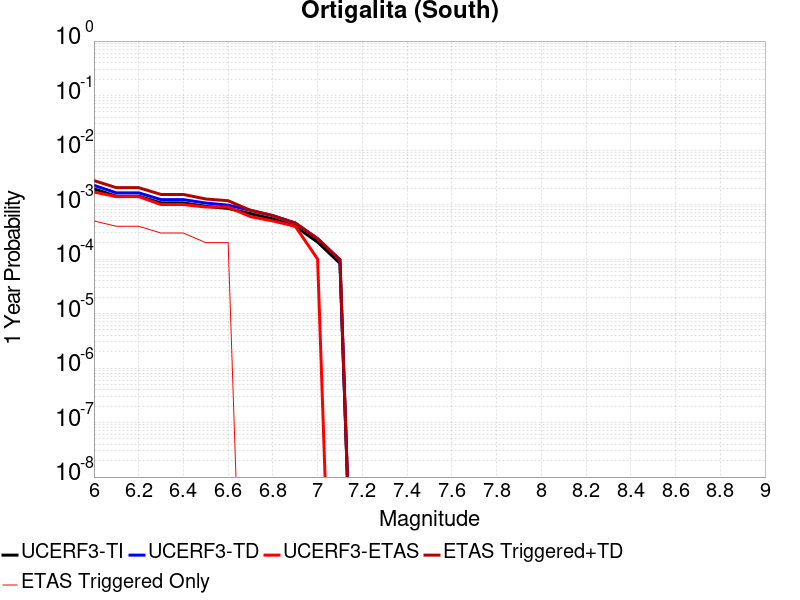 Ortigalita (South)
10^0
10^-1
10^-2
10^-3
10^-4
10^-5
10^-6
10^-7
10^-8
1 Year Probability
6 6.2 6.4 6.6 6.8 7 7.2 7.4 7.6 7.8 8 8.2 8.4 8.6 8.8 9
Magnitude
UCERF3-TI UCERF3-TD UCERF3-ETAS ETAS Triggered+TD
ETAS Triggered Only